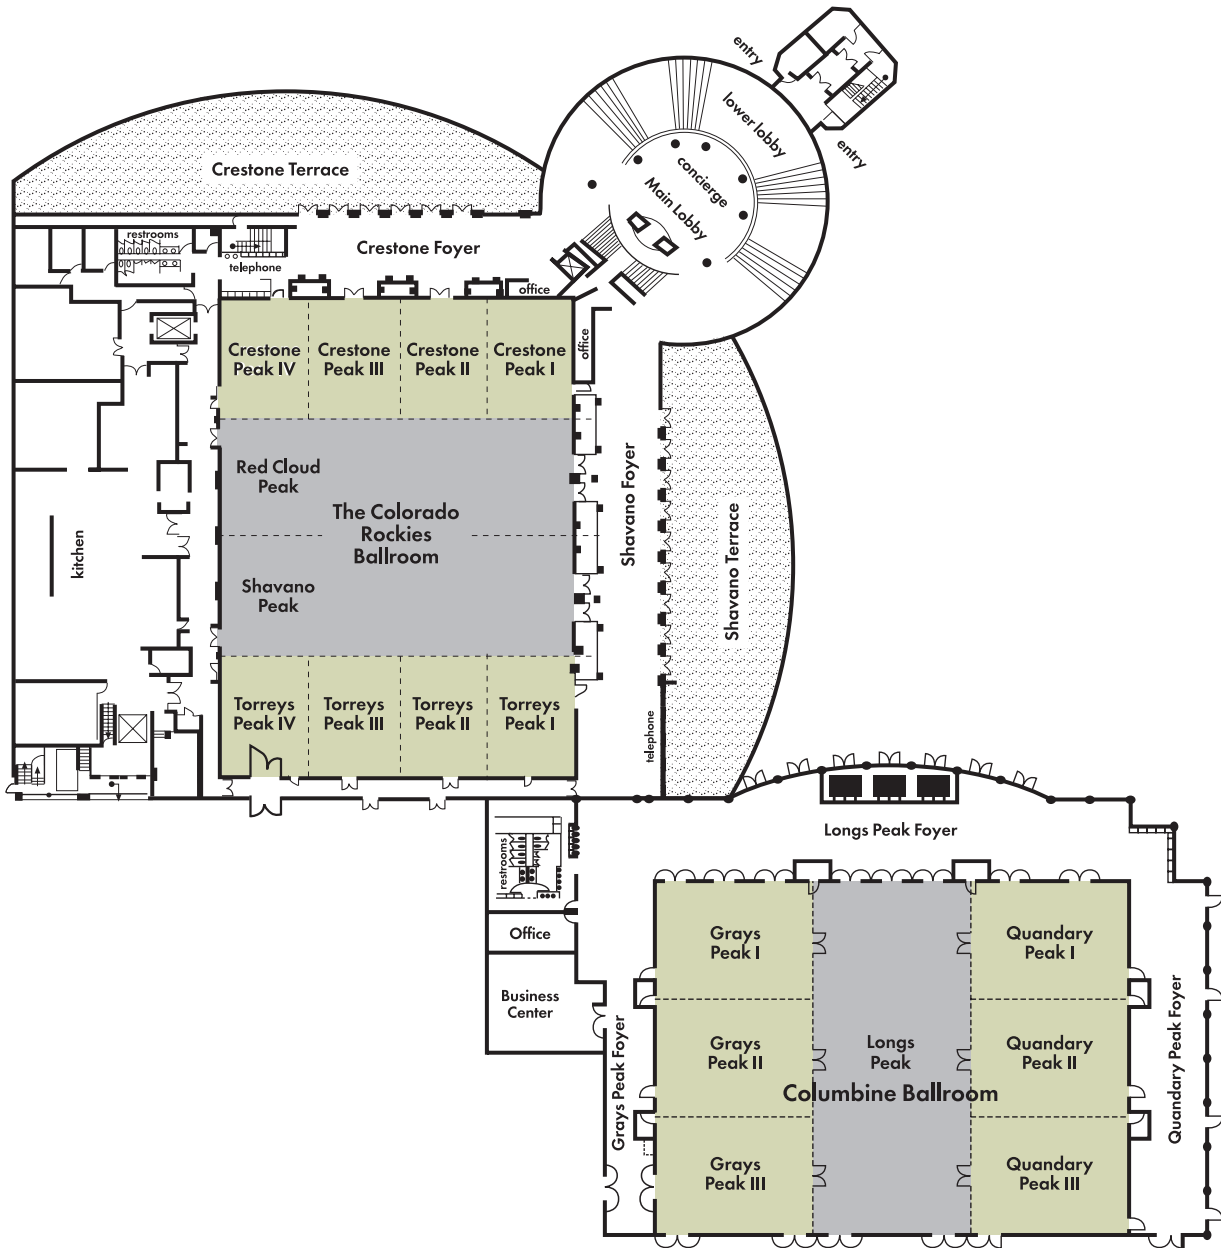 entry
lower lobby
entry
concierge
Main Lobby
Crestone Terrace
restrooms
Crestone Foyer
telephone
office
office
Crestone
Peak IV
Crestone
Peak III
Crestone
Peak II
Crestone
Peak I
Red Cloud
Peak
The Colorado
Rockies
Ballroom
Shavano
Peak
kitchen
Shavano Foyer
Shavano Terrace
Torreys
Peak IV
Torreys
Peak III
Torreys
Peak II
Torreys
Peak I
telephone
Longs Peak Foyer
restrooms
Office
Business
Center
Grays Peak Foyer
Grays
Peak I
Quandary
Peak I
Grays
Peak II
Longs
Peak
Quandary
Peak II
Columbine Ballroom
Grays
Peak III
Quandary
Peak III
Quandary Peak Foyer